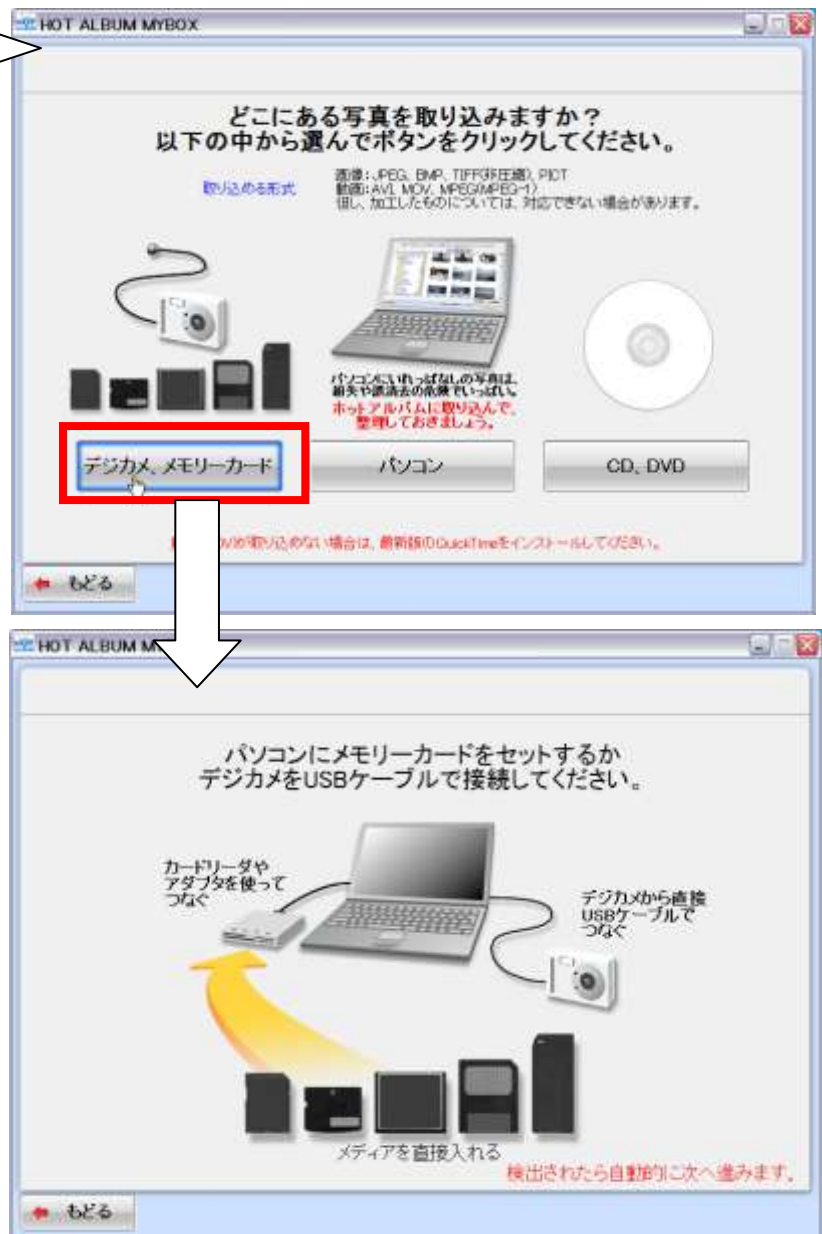 HOT ALBUM MYBOX
どこにある写真を取り込みますか？
以下の中から選んでボタンをクリックしてください。
取り込める形式
画像：JPEG、BMP、TIFF(非圧縮)、PICT
動画：AVI、MOV、MPEG(MPEG-1)
但し、加工したものについては、対応できない場合があります。
パソコンにいれっぱなしの写真は、
紛失や誤消去の危険でいっぱい。
ホットアルバムに取り込んで、
整理しておきましょう。
デジカメ、メモリーカード
パソコン
CD、DVD
が取り込めない場合は、最新版のQuickTimeをインストールしてください。
もどる
HOT ALBUM M
パソコンにメモリーカードをセットするか
デジカメをUSBケーブルで接続してください。
カードリーダや
アダプタを使って
つなぐ
デジカメから直接
USBケーブルで
つなぐ
メディアを直接入れる
検出されたら自動的に次へ進みます。
もどる